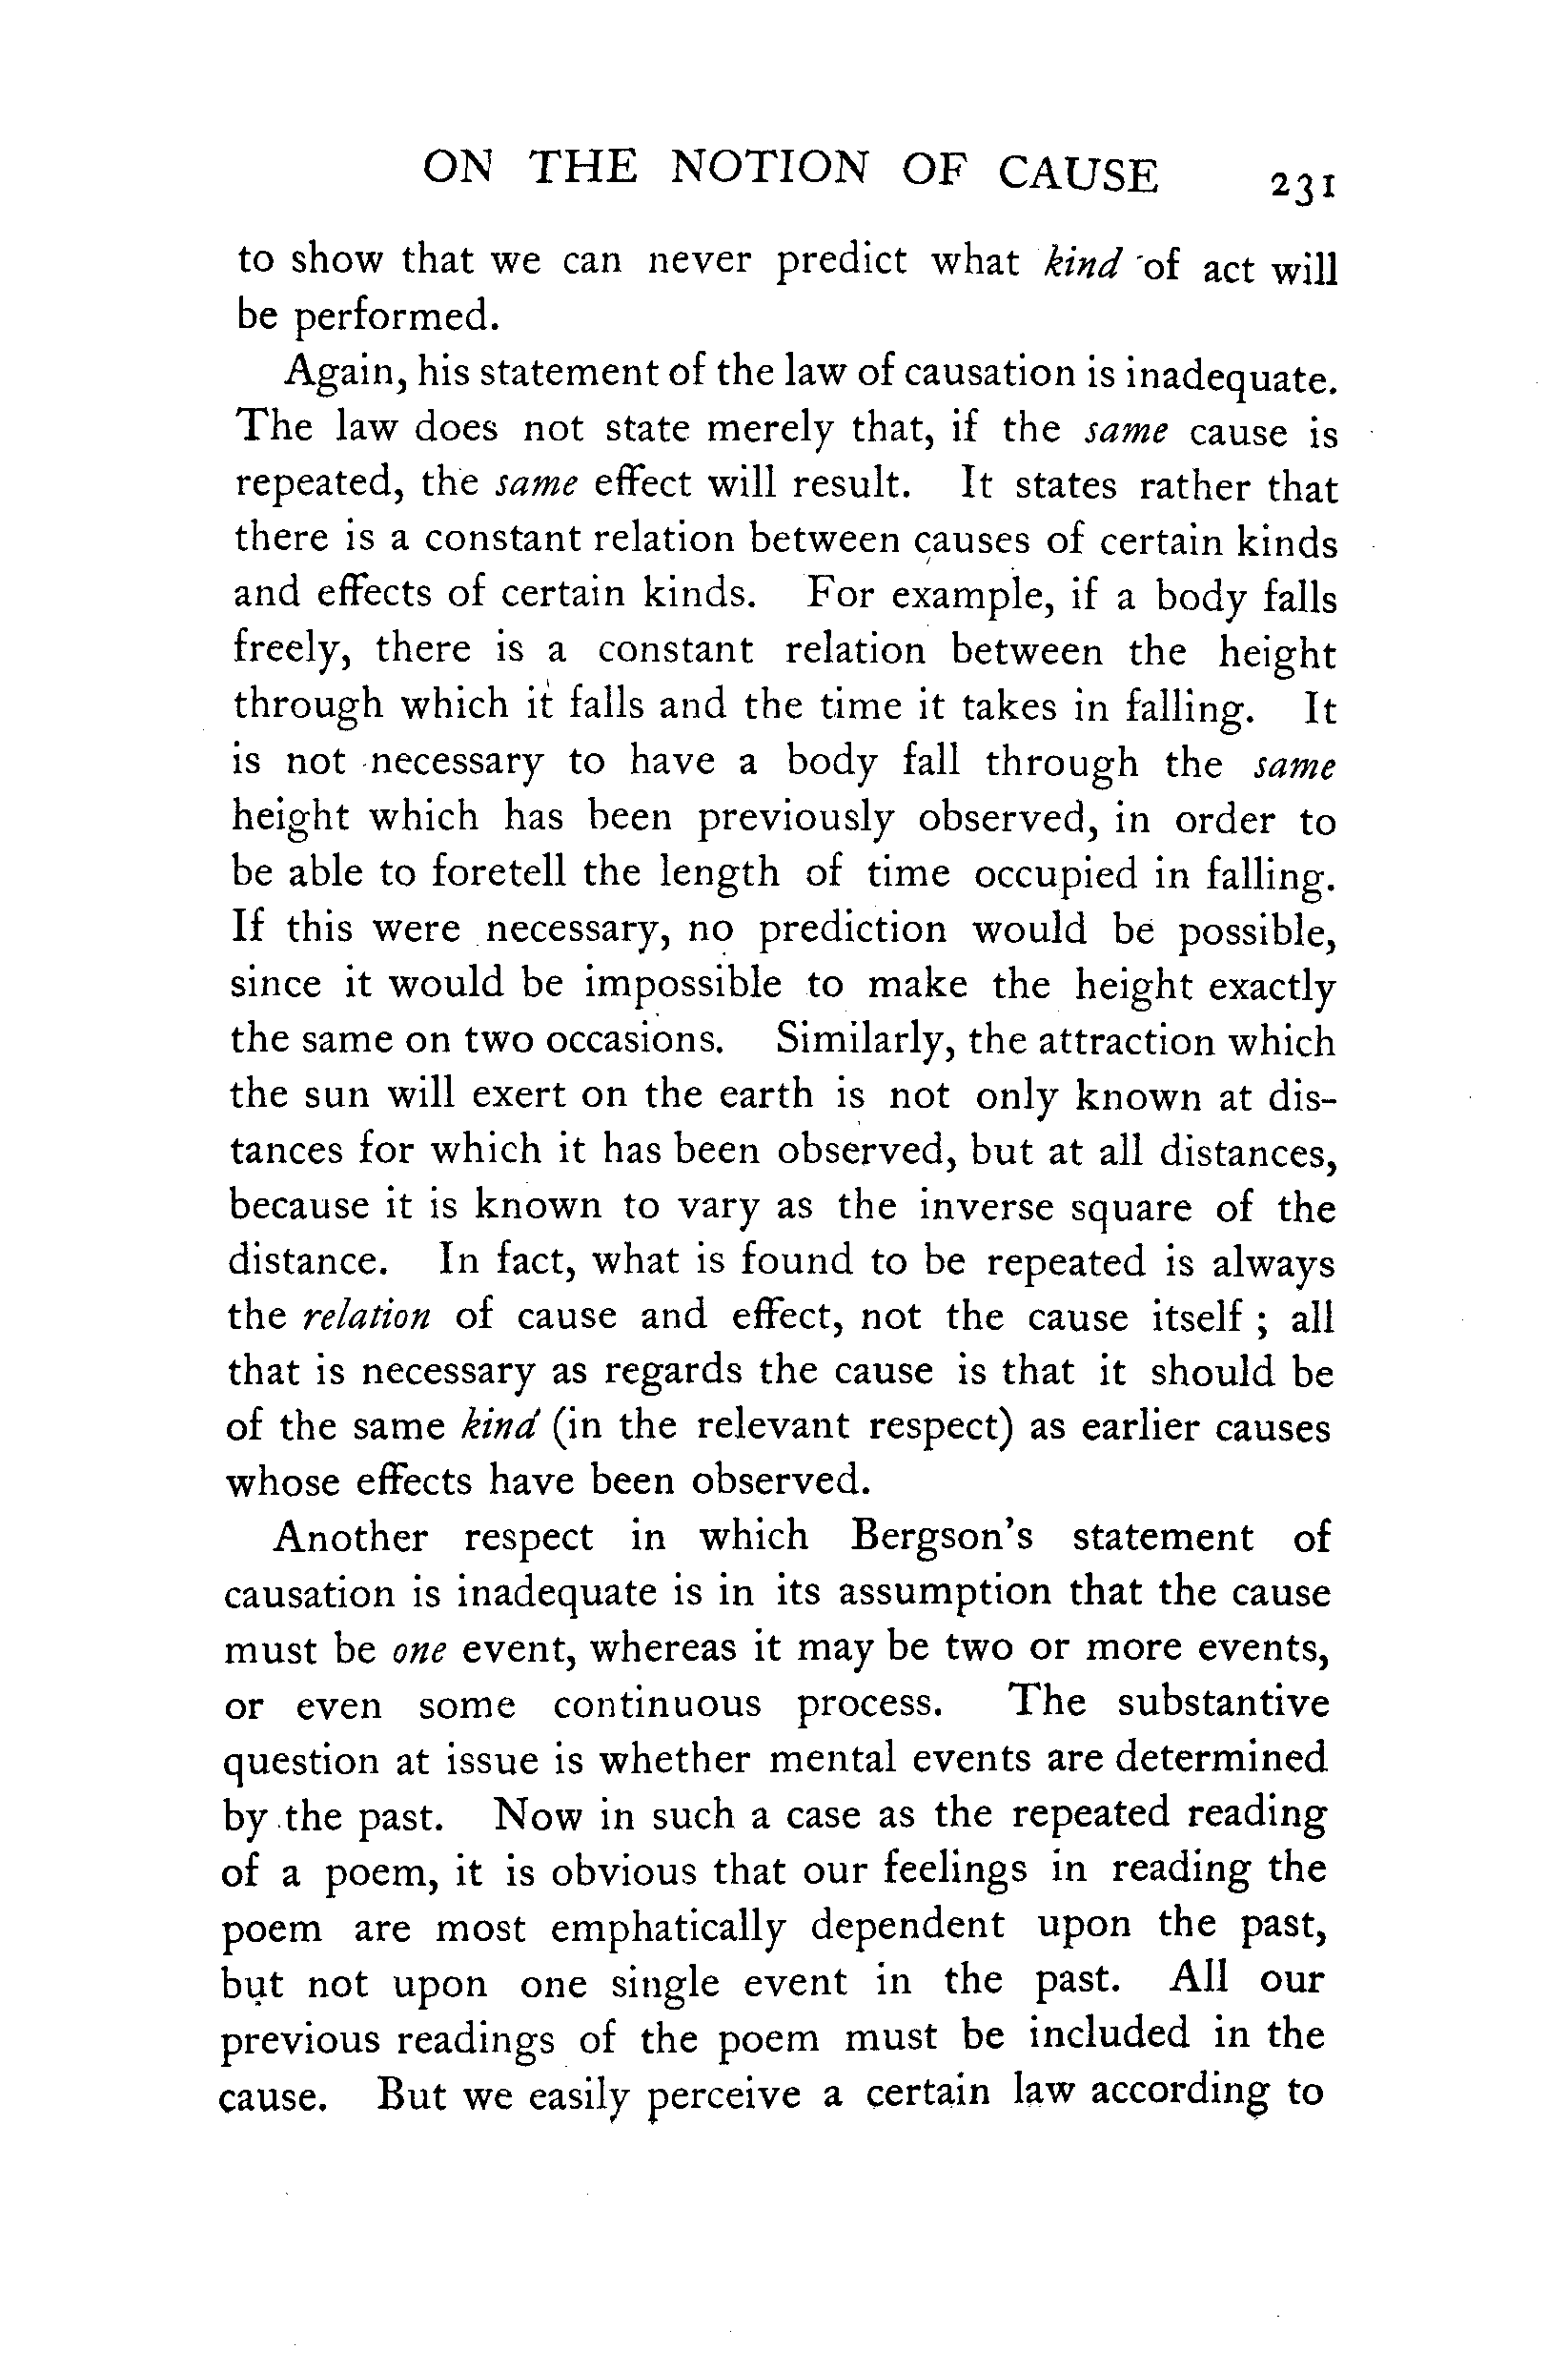 ON THE NOTION OF CAUSE 231
to show that we can never predict what kind of act will
be performed.
Again, his statement of the law of causation is inadequate.
The law does not state merely that, if the same cause is
repeated, the same effect will result. It states rather that
there is a constant relation between causes of certain kinds
and effects of certain kinds. For example, if a body falls
freely, there is a constant relation between the height
through which it falls and the time it takes in falling. It
is not necessary to have a body fall through the same
height which has been previously observed, in order to
be able to foretell the length of time occupied in falling.
If this were necessary, no prediction would be possible,
since it would be impossible to make the height exactly
the same on two occasions. Similarly, the attraction which
the sun will exert on the earth is not only known at dis-
tances for which it has been observed, but at all distances,
because it is known to vary as the inverse square of the
distance. In fact, what is found to be repeated is always
the relation of cause and effect, not the cause itself ; all
that is necessary as regards the cause is that it should be
of the same kind (in the relevant respect) as earlier causes
whose effects have been observed.
Another respect in which Bergson's statement of
causation is inadequate is in its assumption that the cause
must be one event, whereas it may be two or more events,
or even some continuous process. The substantive
question at issue is whether mental events are determined
by the past. Now in such a case as the repeated reading
of a poem, it is obvious that our feelings in reading the
poem are most emphatically dependent upon the past,
but not upon one single event in the past. All our
previous readings of the poem must be included in the
cause. But we easily perceive a certain law according to